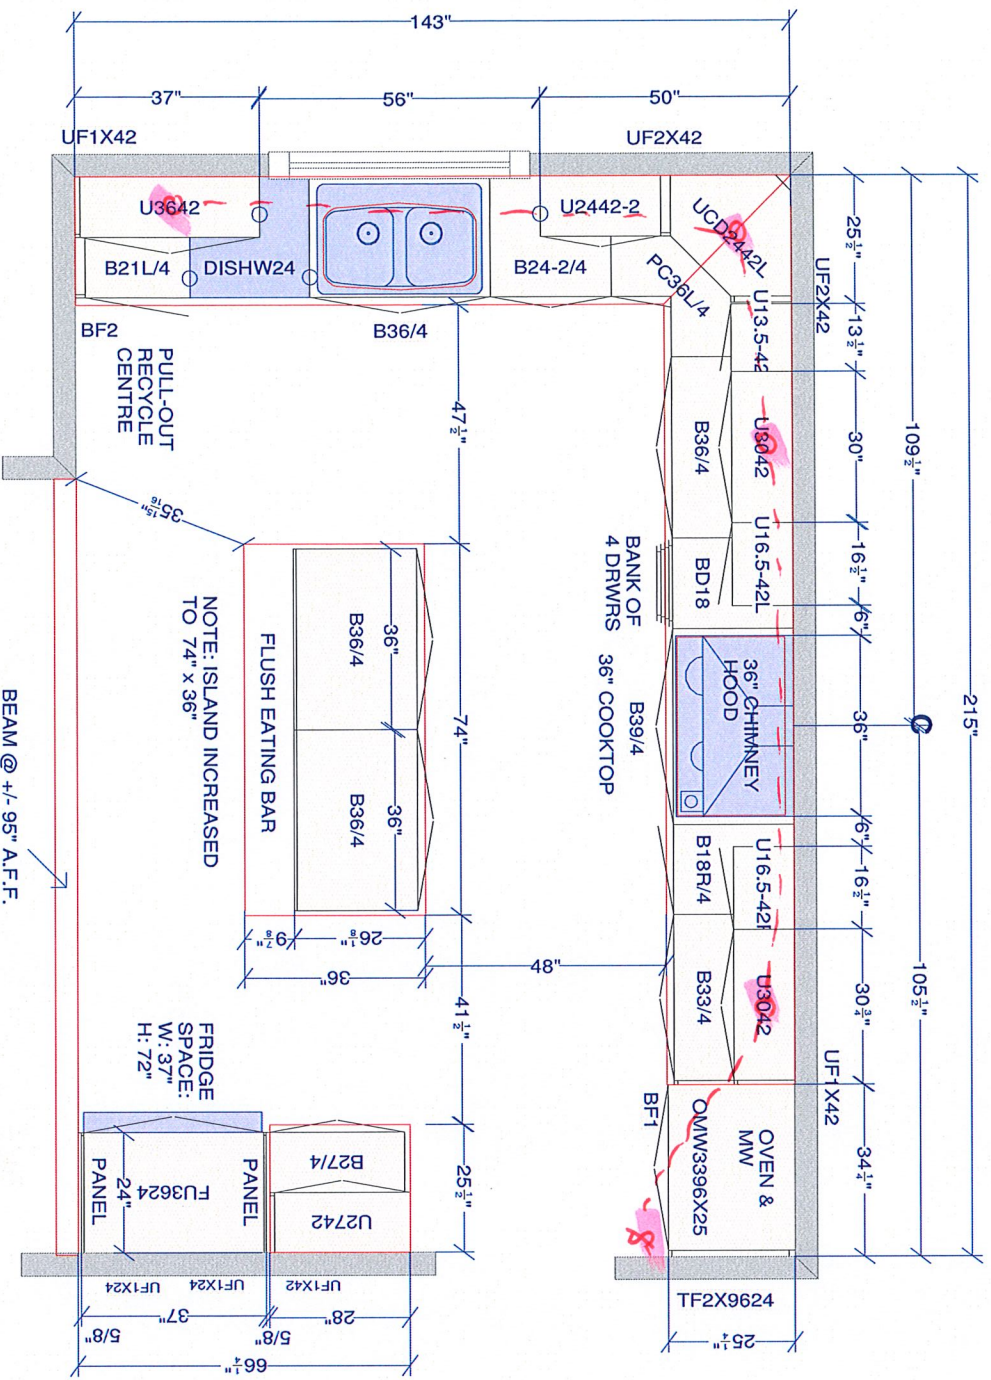 143"
37"
56"
50"
UF1X42
UF2X42
U3642
U2442-2
UCD2442L
B21L/4
DISHW24
B24-2/4
PC36L/4
BF2
B36/4
25 1/2"
UF2X42
13 1/2"
U13.5-42
109 1/2"
215"
PULL-OUT
RECYCLE
CENTRE
47 1/2"
B36/4
U3042
30"
35 15/16"
U16.5-42L
16 1/2"
BANK OF
4 DRWRS
BD18
6"
NOTE: ISLAND INCREASED
TO 74" x 36"
FLUSH EATING BAR
B36/4
36"
B36/4
36"
74"
36" COOKTOP
B39/4
36" CHIMNEY
HOOD
36"
C
6"
B18R/4
U16.5-42R
16 1/2"
BEAM @ +/- 95" A.F.F.
9 7/8"
26 1/8"
36"
48"
41 1/2"
B33/4
U3042
30 3/4"
105 1/2"
FRIDGE
SPACE:
W: 37"
H: 72"
UF1X42
BF1
OVEN &
MW
OMW3396X25
34 1/4"
PANEL
24"
FU3624
PANEL
B27/4
U2742
25 1/2"
UF1X24
UF1X24
UF1X42
TF2X9624
5/8"
37"
5/8"
28"
25 1/4"
66 1/4"